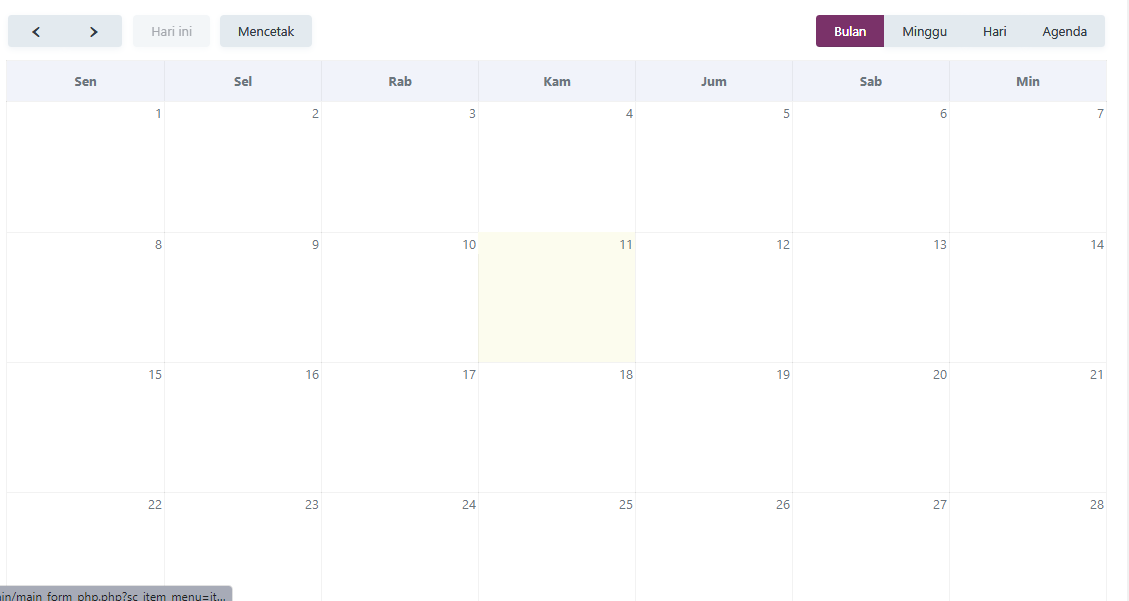 Hari ini Mencetak Bulan Minggu Hari Agenda
Sen Sel Rab Kam Jum Sab Min
1 2 3 4 5 6 7
8 9 10 11 12 13 14
15 16 17 18 19 20 21
22 23 24 25 26 27 28
in/main_form_php.php?sc_item_menu=it...